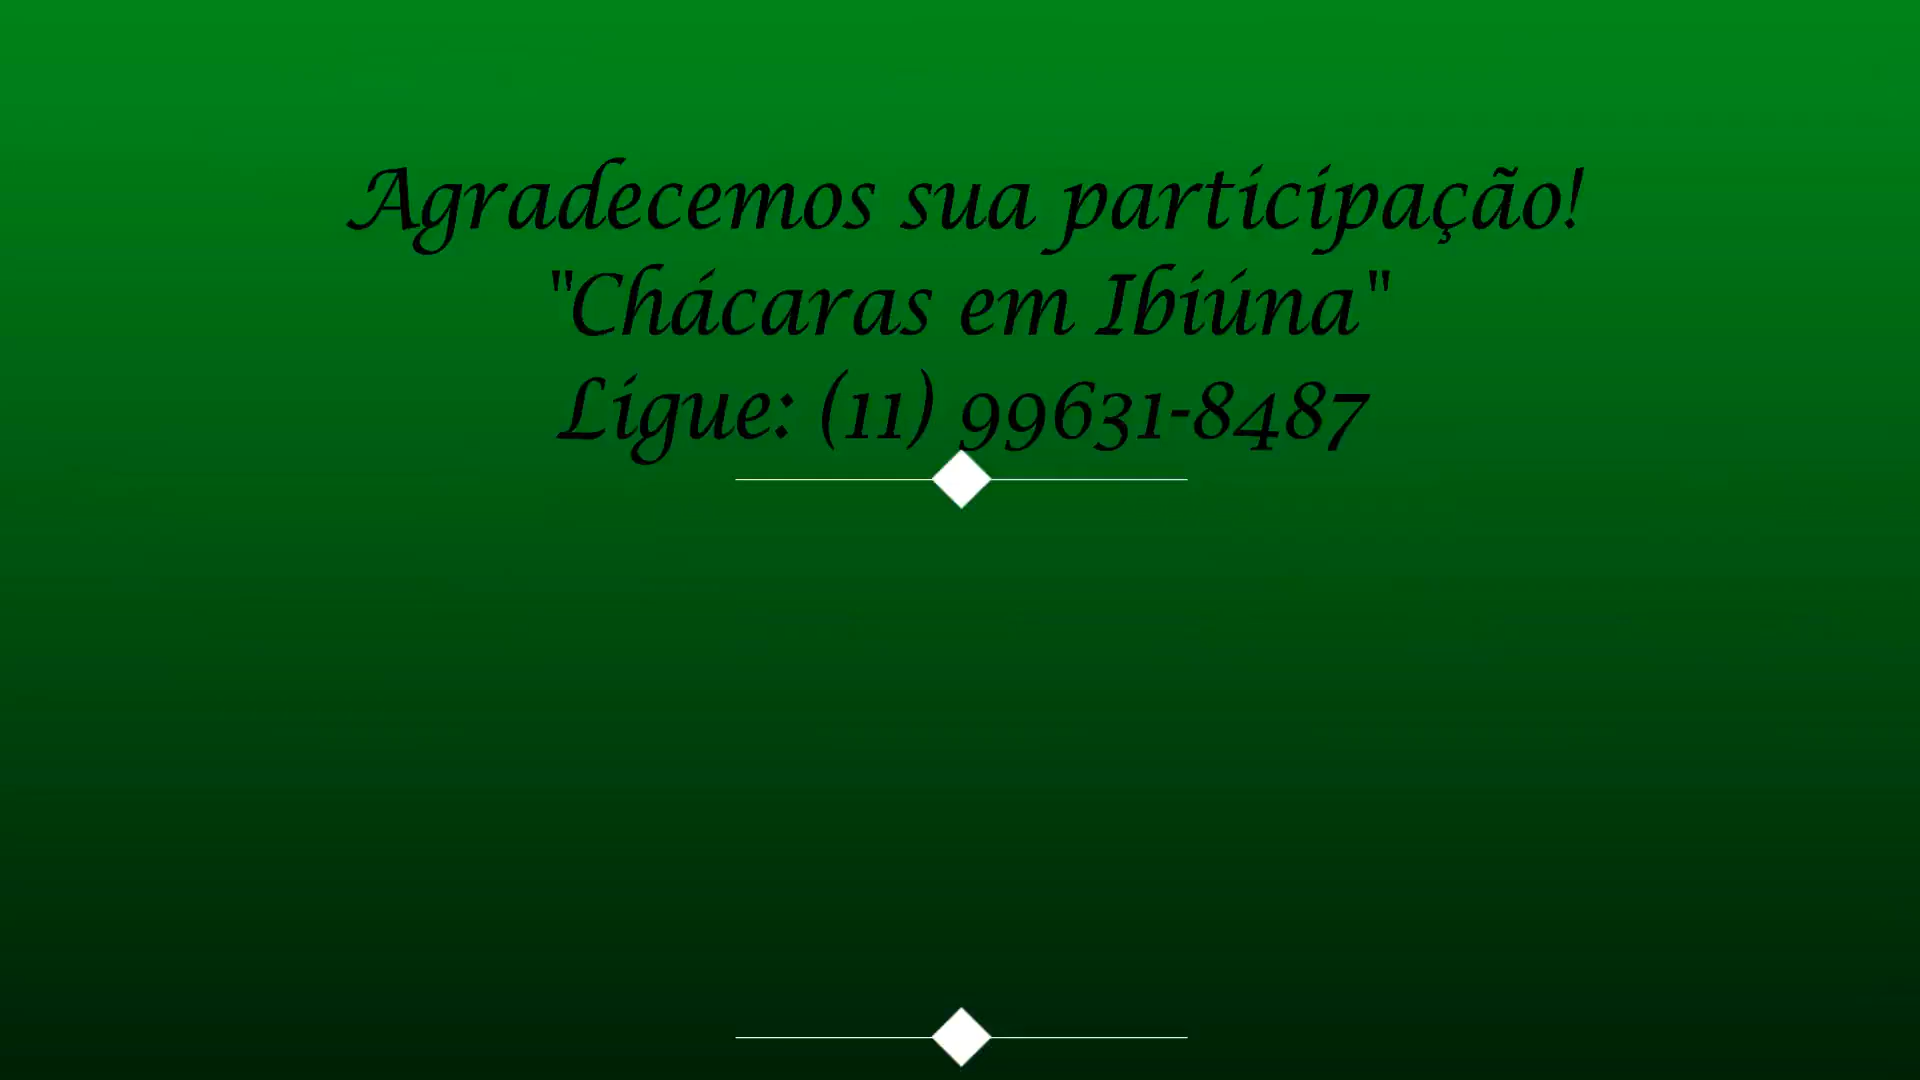 Agradecemos sua participação!
"Chácaras em Ibiúna"
Ligue: (11) 99631-8487